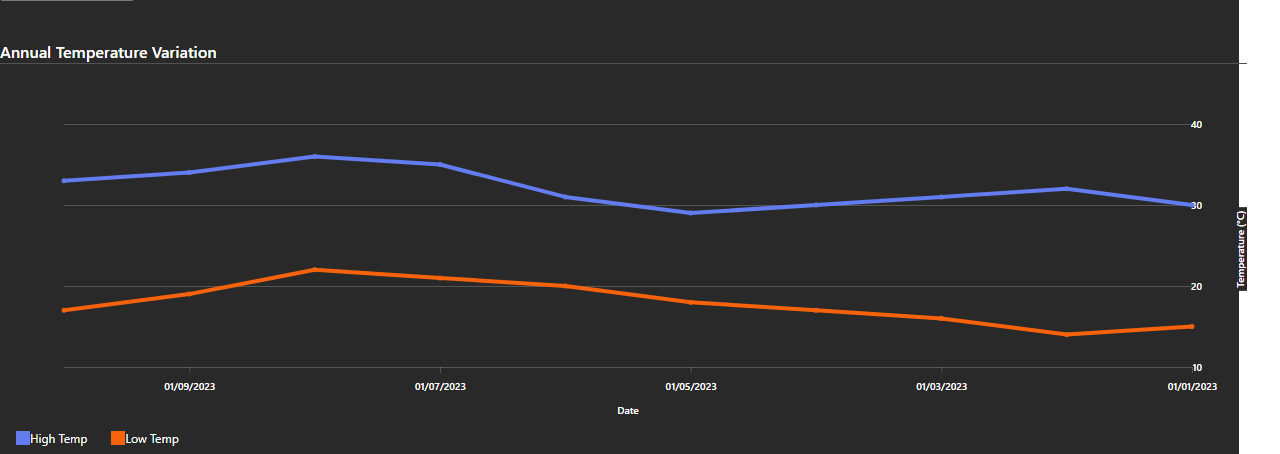 Annual Temperature Variation
40
30
20
10
Temperature (°C)
01/09/2023
01/07/2023
01/05/2023
01/03/2023
01/01/2023
Date
High Temp
Low Temp